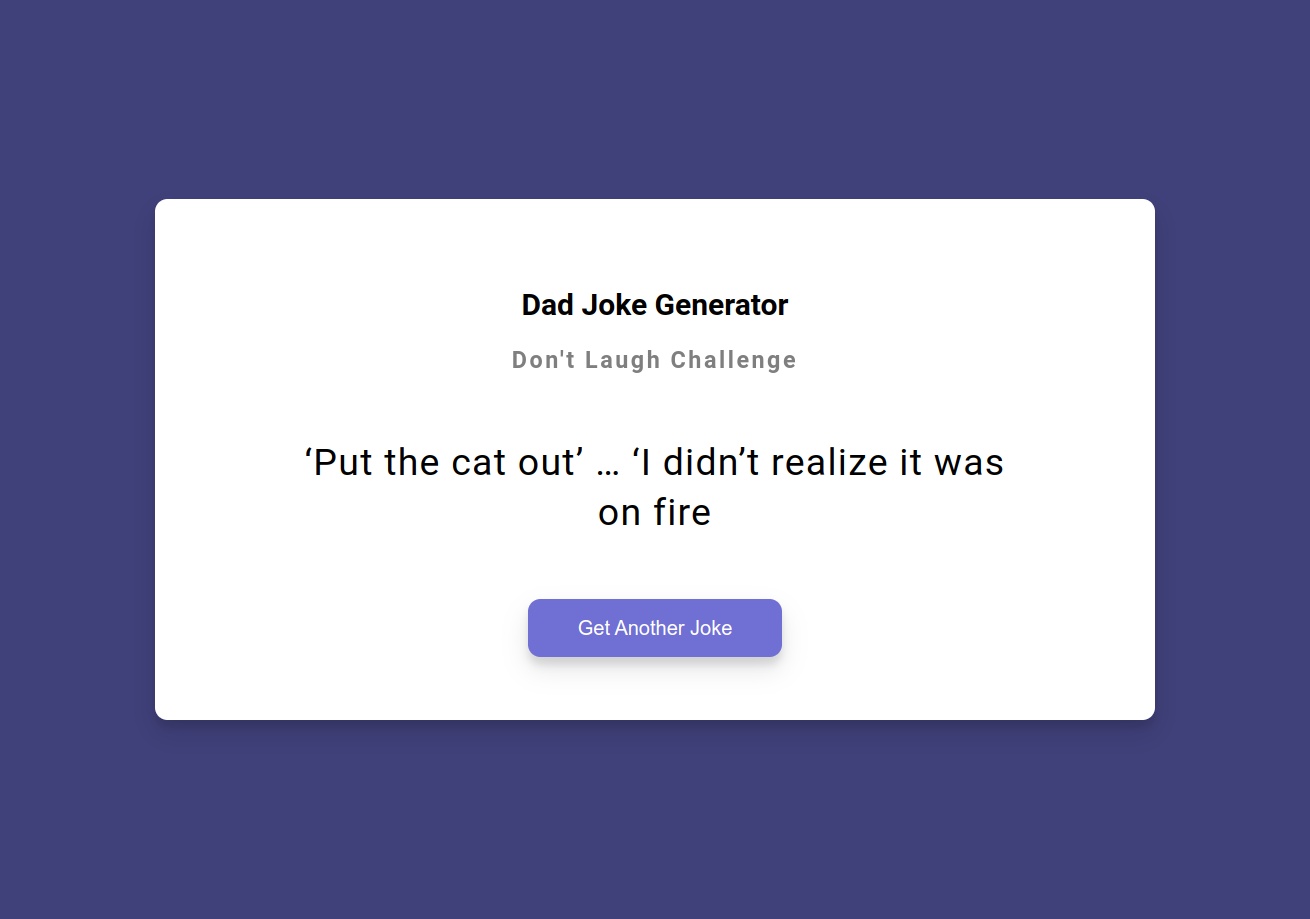 Dad Joke Generator
Don't Laugh Challenge
‘Put the cat out’ … ‘I didn’t realize it was
on fire
Get Another Joke